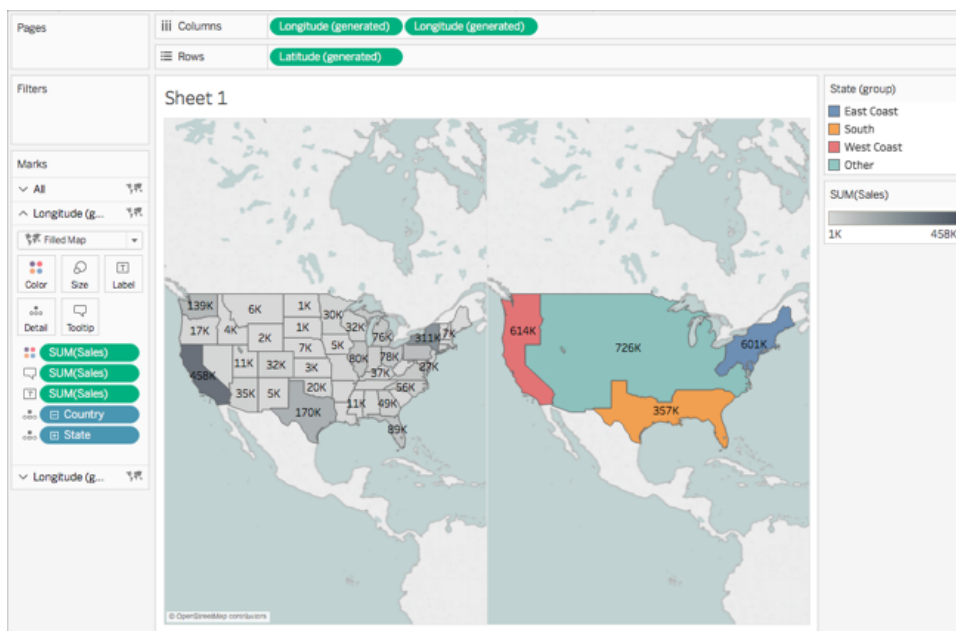 Pages
Columns
Longitude (generated)
Longitude (generated)
Rows
Latitude (generated)
Filters
Sheet 1
State (group)
East Coast
South
West Coast
Other
SUM(Sales)
1K
458K
Marks
All
Longitude (g...
Filled Map
Color
Size
Label
Detail
Tooltip
SUM(Sales)
SUM(Sales)
SUM(Sales)
Country
State
Longitude (g...
139K
6K
1K
30K
17K
4K
2K
1K
32K
76K
311K
7K
7K
5K
458K
11K
32K
3K
80K
78K
37K
27K
35K
5K
20K
56K
170K
11K
49K
89K
614K
726K
601K
357K
© OpenStreetMap contributors